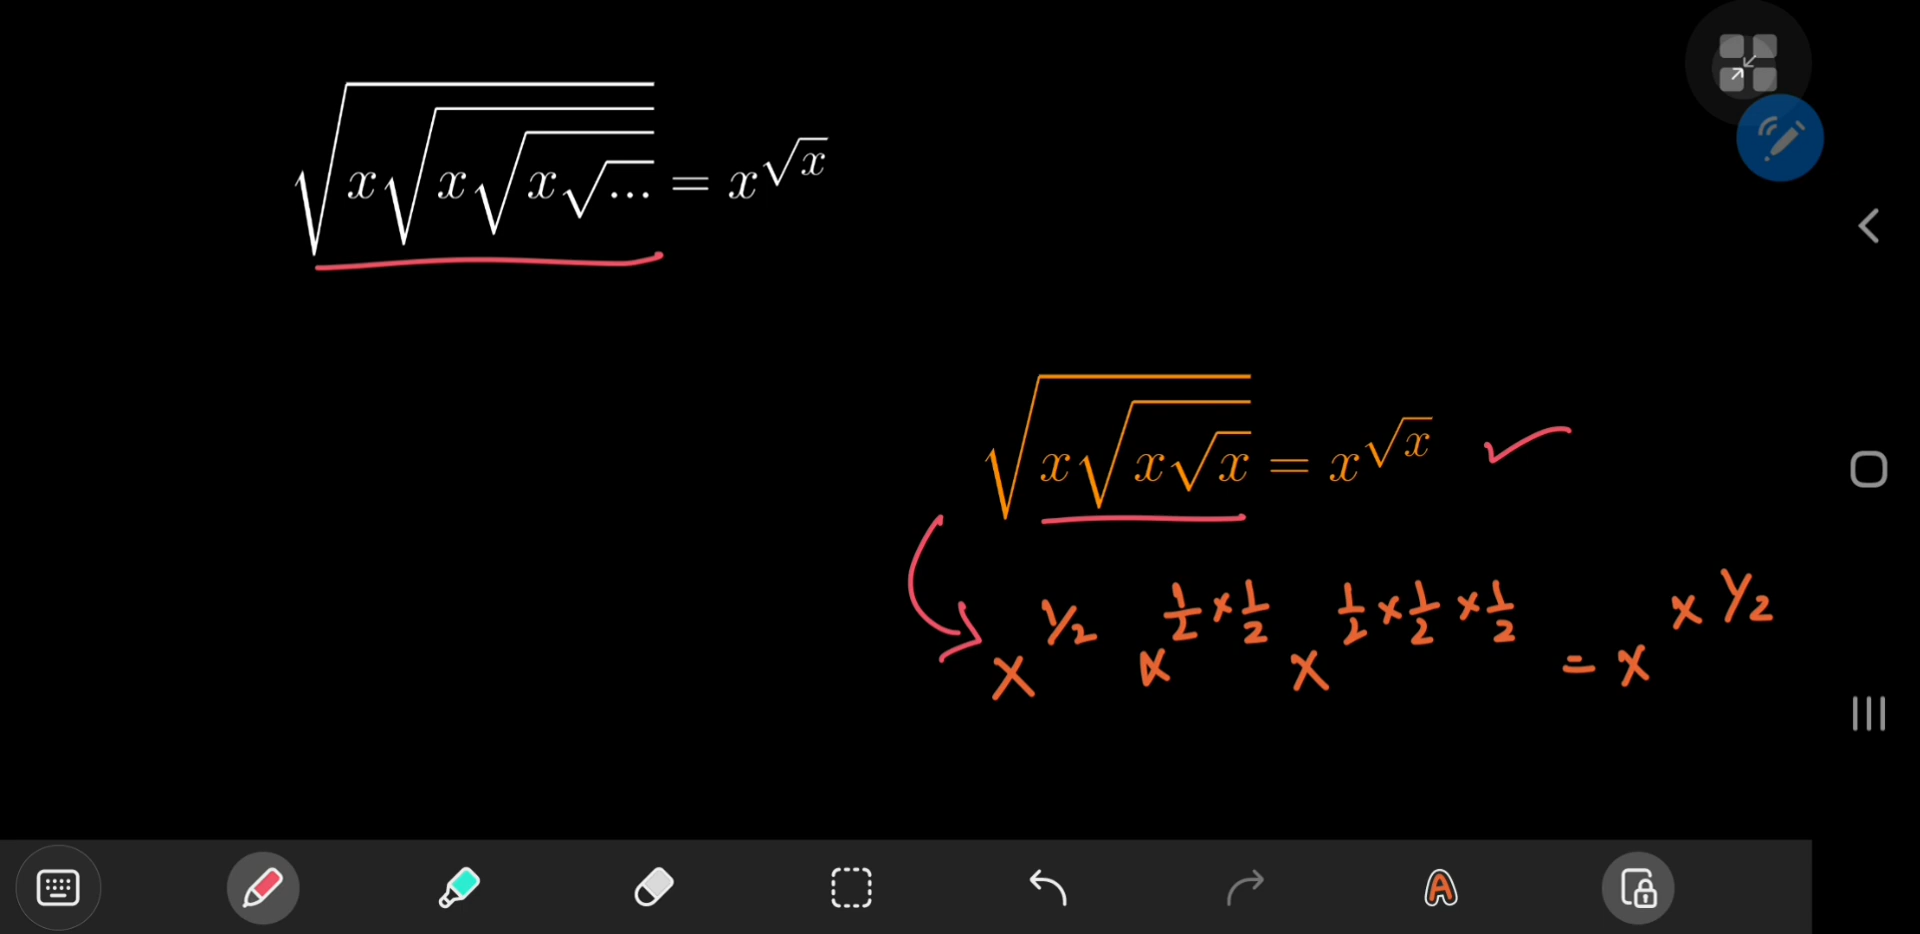 √(x√(x√(x√...))) = x^√x
√(x√(x√x)) = x^√x
x^1/2 x^(1/2 × 1/2) x^(1/2 × 1/2 × 1/2) = x^x^1/2
A